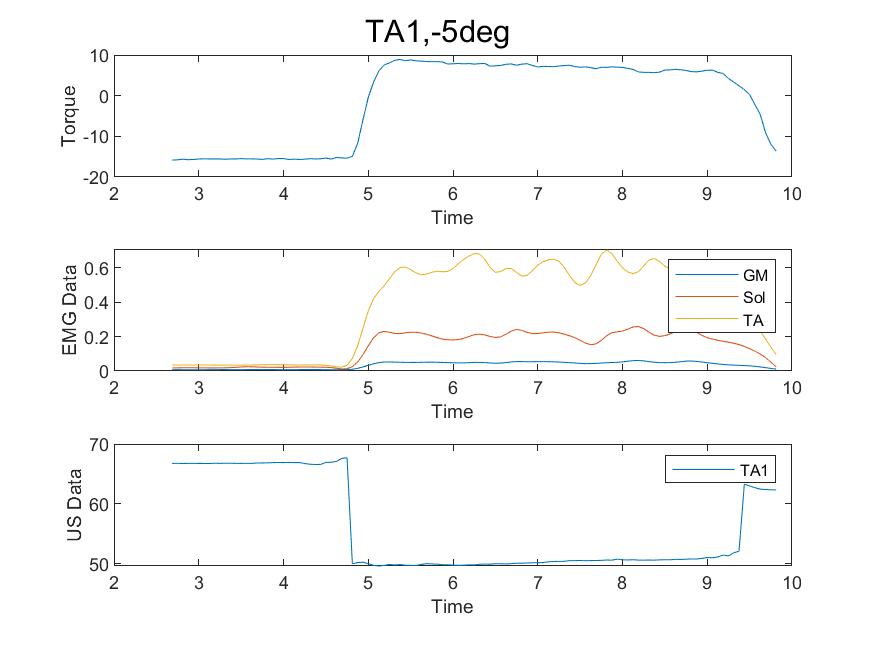 TA1,-5deg
10
0
-10
-20
Torque
2 3 4 5 6 7 8 9 10
Time
0.6
0.4
0.2
0
EMG Data
GM
Sol
TA
2 3 4 5 6 7 8 9 10
Time
70
60
50
US Data
TA1
2 3 4 5 6 7 8 9 10
Time